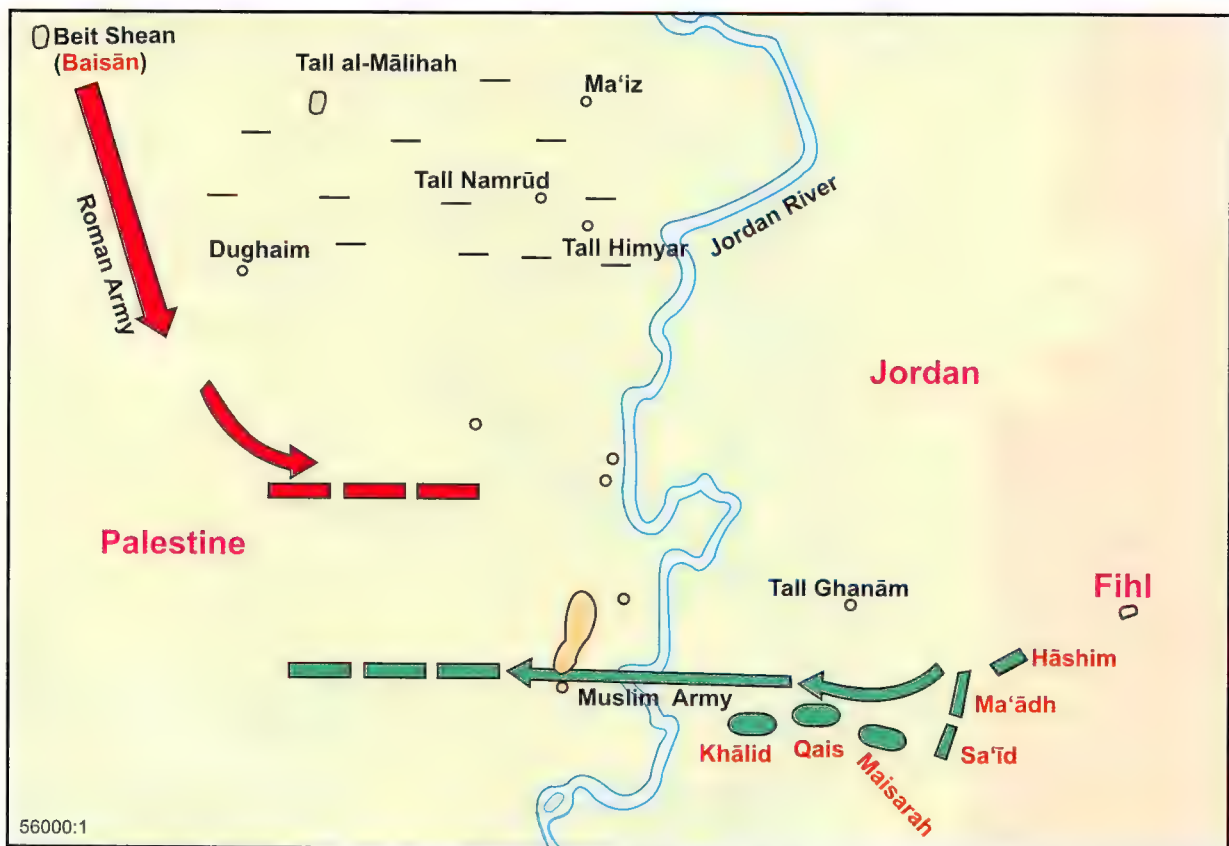 Beit Shean
(Baisān)
Tall al-Mālihah
Ma‘iz
Tall Namrūd
Jordan River
Roman Army
Dughaim
Tall Himyar
Jordan
Palestine
Tall Ghanām
Fihl
Hāshim
Muslim Army
Ma‘ādh
Khālid
Qais
Maisarah
Sa‘īd
56000:1